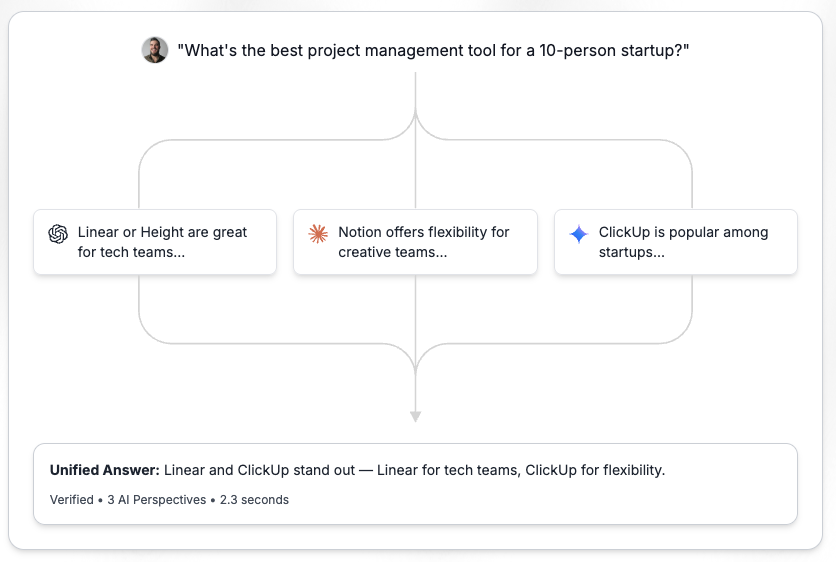 "What's the best project management tool for a 10-person startup?"
Linear or Height are great
for tech teams...
Notion offers flexibility for
creative teams...
ClickUp is popular among
startups...
Unified Answer: Linear and ClickUp stand out — Linear for tech teams, ClickUp for flexibility.
Verified • 3 AI Perspectives • 2.3 seconds